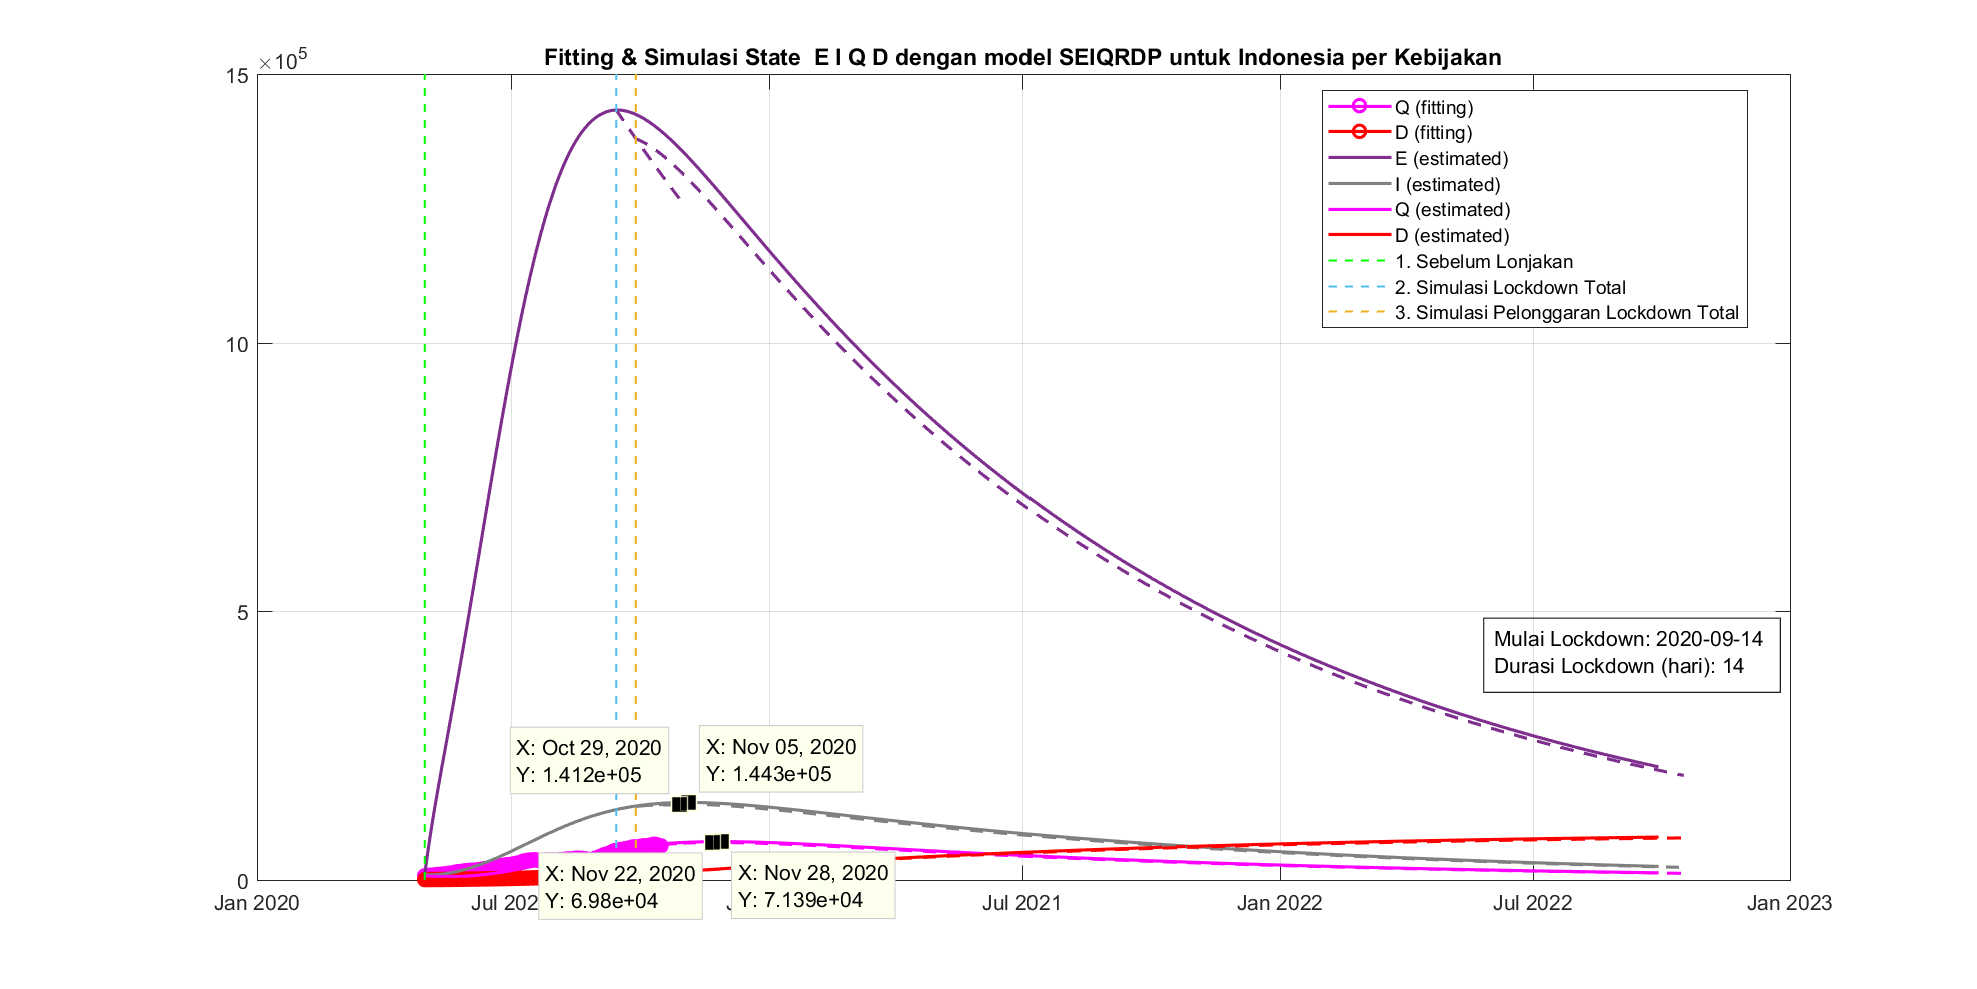 Fitting & Simulasi State  E I Q D dengan model SEIQRDP untuk Indonesia per Kebijakan
×10^5
15
10
5
0
Q (fitting)
D (fitting)
E (estimated)
I (estimated)
Q (estimated)
D (estimated)
1. Sebelum Lonjakan
2. Simulasi Lockdown Total
3. Simulasi Pelonggaran Lockdown Total
Mulai Lockdown: 2020-09-14
Durasi Lockdown (hari): 14
X: Oct 29, 2020
Y: 1.412e+05
X: Nov 05, 2020
Y: 1.443e+05
X: Nov 22, 2020
Y: 6.98e+04
X: Nov 28, 2020
Y: 7.139e+04
Jan 2020
Jul
Jul 2021
Jan 2022
Jul 2022
Jan 2023